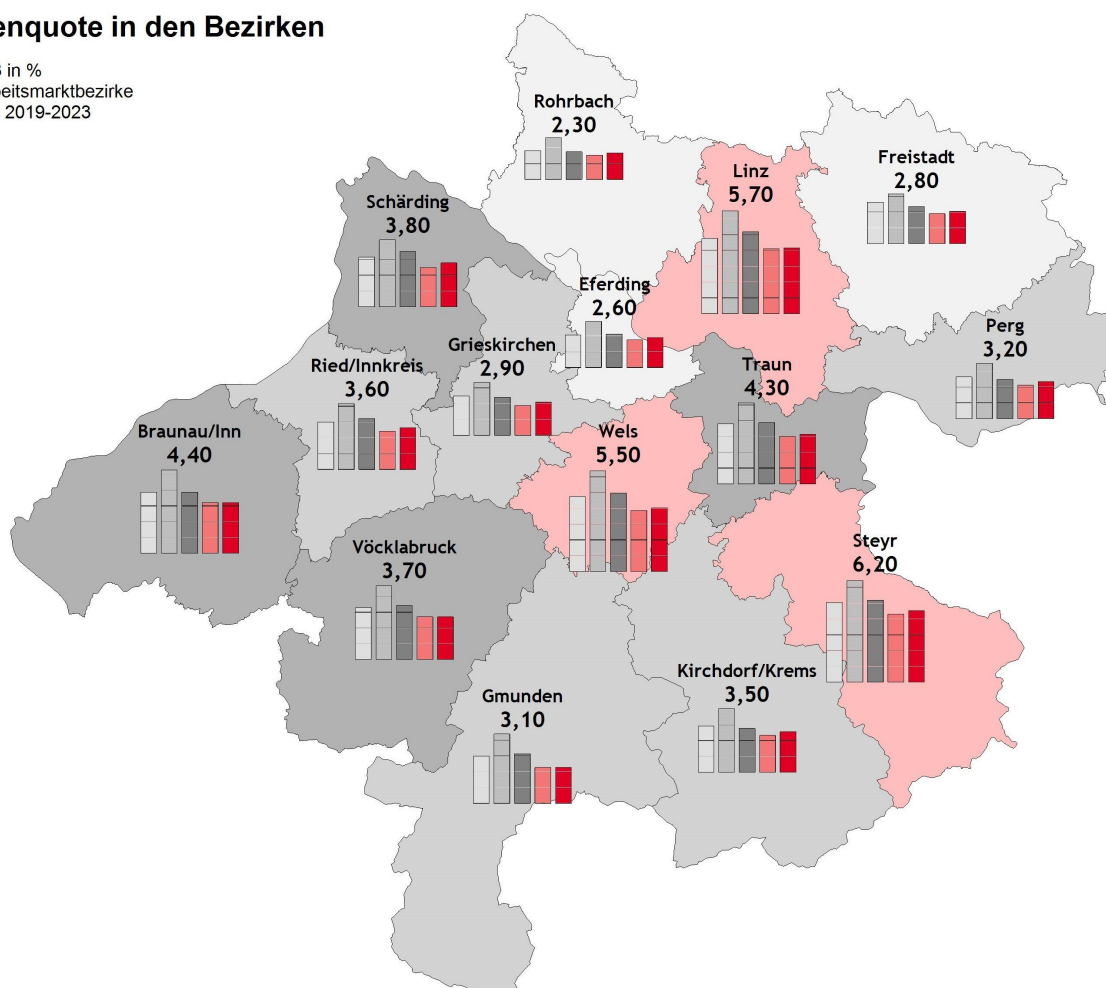 enquote in den Bezirken
in %
beitsmarktbezirke
2019-2023
Rohrbach
2,30
Freistadt
2,80
Linz
5,70
Schärding
3,80
Eferding
2,60
Perg
3,20
Grieskirchen
2,90
Ried/Innkreis
3,60
Traun
4,30
Braunau/Inn
4,40
Wels
5,50
Vöcklabruck
3,70
Steyr
6,20
Kirchdorf/Krems
3,50
Gmunden
3,10